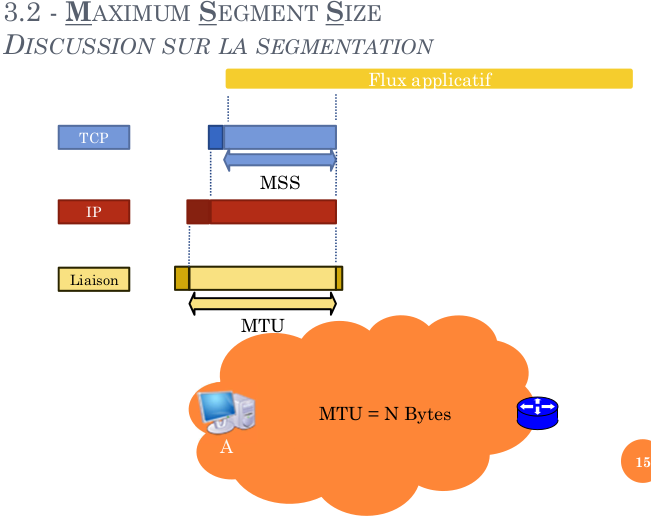 3.2 - MAXIMUM SEGMENT SIZE
DISCUSSION SUR LA SEGMENTATION
Flux applicatif
TCP
MSS
IP
Liaison
MTU
MTU = N Bytes
A
15